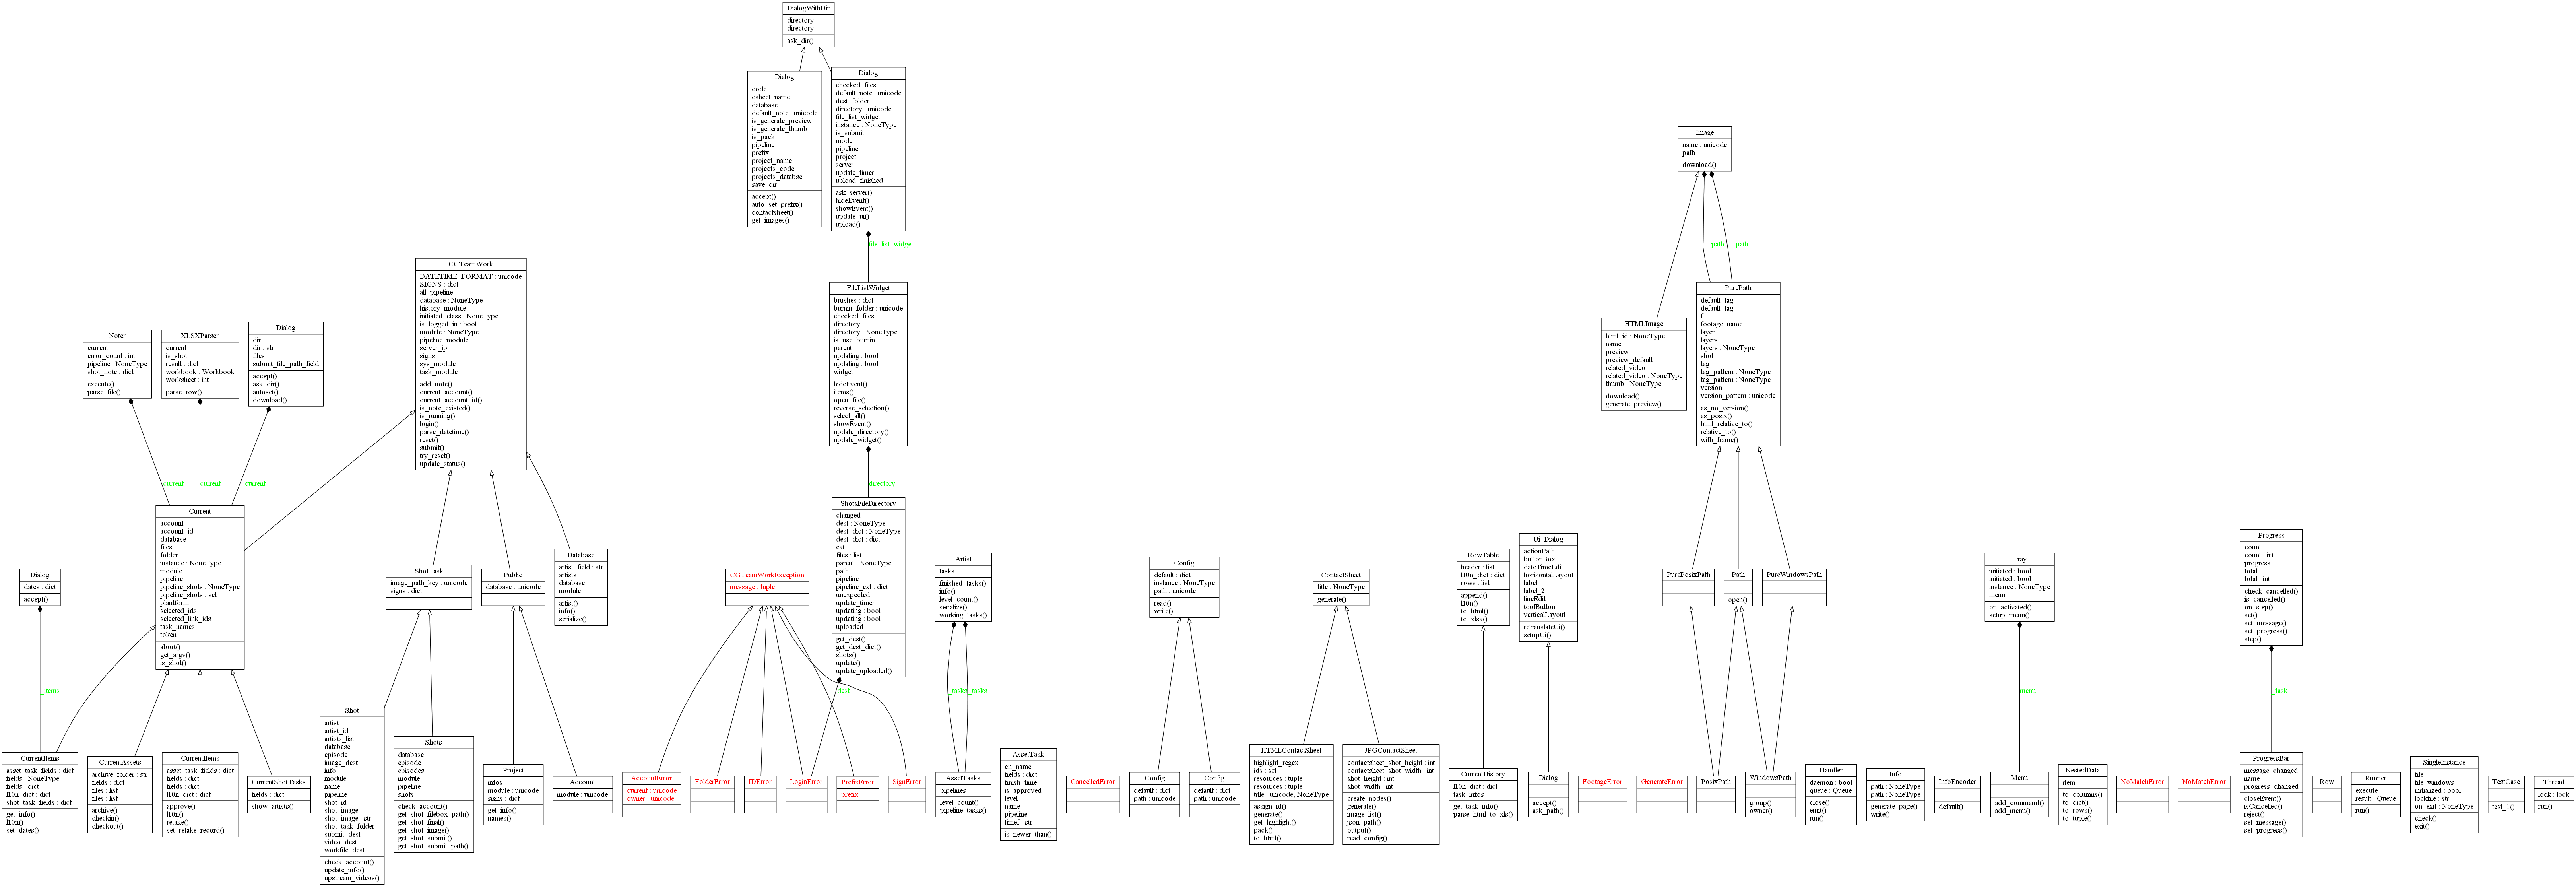 DialogWithDir
directory
directory
ask_dir()
Dialog
code
csheet_name
database
default_note : unicode
is_generate_preview
is_generate_thumb
is_pack
pipeline
prefix
project_name
projects_code
projects_databse
save_dir
accept()
auto_set_prefix()
contactsheet()
get_images()
Dialog
checked_files
default_note : unicode
dest_folder
directory : unicode
file_list_widget
instance : NoneType
is_submit
mode
pipeline
project
server
update_timer
upload_finished
ask_server()
hideEvent()
showEvent()
update_ui()
upload()
file_list_widget
Image
name : unicode
path
download()
__path
__path
CGTeamWork
DATETIME_FORMAT : unicode
SIGNS : dict
all_pipeline
database : NoneType
history_module
initiated_class : NoneType
is_logged_in : bool
module : NoneType
pipeline_module
server_ip
signs
sys_module
task_module
add_note()
current_account()
current_account_id()
is_note_existed()
is_running()
login()
parse_datetime()
reset()
submit()
try_reset()
update_status()
FileListWidget
brushes : dict
burnin_folder : unicode
checked_files
directory
directory : NoneType
is_use_burnin
parent
updating : bool
updating : bool
widget
hideEvent()
items()
open_file()
reverse_selection()
select_all()
showEvent()
update_directory()
update_widget()
directory
PurePath
default_tag
default_tag
f
footage_name
layer
layers
layers : NoneType
shot
tag
tag_pattern : NoneType
tag_pattern : NoneType
version
version_pattern : unicode
as_no_version()
as_posix()
html_relative_to()
relative_to()
with_frame()
HTMLImage
html_id : NoneType
name
preview
preview_default
related_video
related_video : NoneType
thumb : NoneType
download()
generate_preview()
Noter
current
error_count : int
pipeline : NoneType
shot_note : dict
execute()
parse_file()
XLSXParser
current
is_shot
result : dict
workbook : Workbook
worksheet : int
parse_row()
Dialog
dir
dir : str
files
submit_file_path_field
accept()
ask_dir()
autoset()
download()
current
current
_current
Current
account
account_id
database
files
folder
instance : NoneType
module
pipeline
pipeline_shots : NoneType
pipeline_shots : set
plantform
selected_ids
selected_link_ids
task_names
token
abort()
get_argv()
is_shot()
ShotsFileDirectory
changed
dest : NoneType
dest_dict : NoneType
dest_dict : dict
ext
files : list
parent : NoneType
path
pipeline
pipeline_ext : dict
unexpected
update_timer
updating : bool
updating : bool
uploaded
get_dest()
get_dest_dict()
shots()
update()
update_uploaded()
dest
Dialog
dates : dict
accept()
_items
ShotTask
image_path_key : unicode
signs : dict
Public
database : unicode
Database
artist_field : str
artists
database
module
artist()
info()
serialize()
CGTeamWorkException
message : tuple
Artist
tasks
finished_tasks()
info()
level_count()
serialize()
working_tasks()
_tasks
_tasks
Config
default : dict
instance : NoneType
path : unicode
read()
write()
ContactSheet
title : NoneType
generate()
RowTable
header : list
l10n_dict : dict
rows : list
append()
l10n()
to_html()
to_xlsx()
Ui_Dialog
actionPath
buttonBox
dateTimeEdit
horizontalLayout
label
label_2
lineEdit
toolButton
verticalLayout
retranslateUi()
setupUi()
PurePosixPath
Path
open()
PureWindowsPath
Tray
initiated : bool
initiated : bool
instance : NoneType
menu
on_activated()
setup_menu()
menu
Progress
count
count : int
progress
total
total : int
check_cancelled()
is_cancelled()
on_step()
set()
set_message()
set_progress()
step()
_task
CurrentItems
asset_task_fields : dict
fields : NoneType
fields : dict
l10n_dict : dict
shot_task_fields : dict
get_info()
l10n()
set_dates()
CurrentAssets
archive_folder : str
fields : dict
files : list
files : list
archive()
checkin()
checkout()
CurrentItems
asset_task_fields : dict
fields : dict
fields : dict
l10n_dict : dict
approve()
l10n()
retake()
set_retake_record()
CurrentShotTasks
fields : dict
show_artists()
Shot
artist
artist_id
artists_list
database
episode
image_dest
info
module
name
pipeline
shot_id
shot_image
shot_image : str
shot_task_folder
submit_dest
video_dest
workfile_dest
check_account()
update_info()
upstream_videos()
Shots
database
episode
episodes
module
pipeline
shots
check_account()
get_shot_filebox_path()
get_shot_final()
get_shot_image()
get_shot_submit()
get_shot_submit_path()
Project
infos
module : unicode
signs : dict
get_info()
names()
Account
module : unicode
AccountError
current : unicode
owner : unicode
FolderError
IDError
LoginError
PrefixError
prefix
SignError
AssetTasks
pipelines
level_count()
pipeline_tasks()
AssetTask
cn_name
fields : dict
finish_time
is_approved
level
name
pipeline
timef : str
is_newer_than()
CancelledError
Config
default : dict
path : unicode
Config
default : dict
path : unicode
HTMLContactSheet
highlight_regex
ids : set
resources : tuple
resources : tuple
title : unicode, NoneType
assign_id()
generate()
get_highlight()
pack()
to_html()
JPGContactSheet
contactsheet_shot_height : int
contactsheet_shot_width : int
shot_height : int
shot_width : int
create_nodes()
generate()
image_list()
json_path()
output()
read_config()
CurrentHistory
l10n_dict : dict
task_infos
get_task_info()
parse_html_to_xls()
Dialog
accept()
ask_path()
FootageError
GenerateError
PosixPath
WindowsPath
group()
owner()
Handler
daemon : bool
queue : Queue
close()
emit()
run()
Info
path : NoneType
path : NoneType
generate_page()
write()
InfoEncoder
default()
Menu
add_command()
add_menu()
NestedData
item
to_columns()
to_dict()
to_rows()
to_tuple()
NoMatchError
NoMatchError
ProgressBar
message_changed
name
progress_changed
closeEvent()
isCancelled()
reject()
set_message()
set_progress()
Row
Runner
execute
result : Queue
run()
SingleInstance
file
file_windows
initialized : bool
lockfile : str
on_exit : NoneType
check()
exit()
TestCase
test_1()
Thread
lock : lock
run()